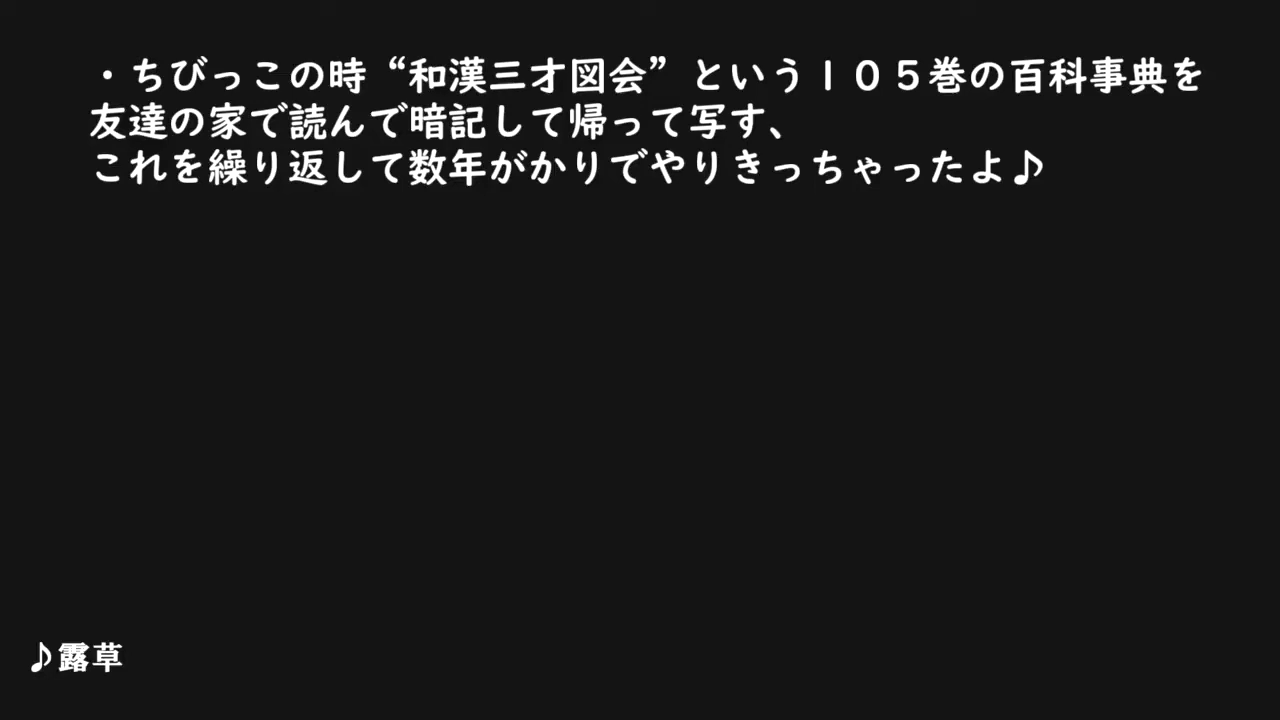 ・ちびっこの時“和漢三才図会”という１０５巻の百科事典を
友達の家で読んで暗記して帰って写す、
これを繰り返して数年がかりでやりきっちゃったよ♪
♪露草